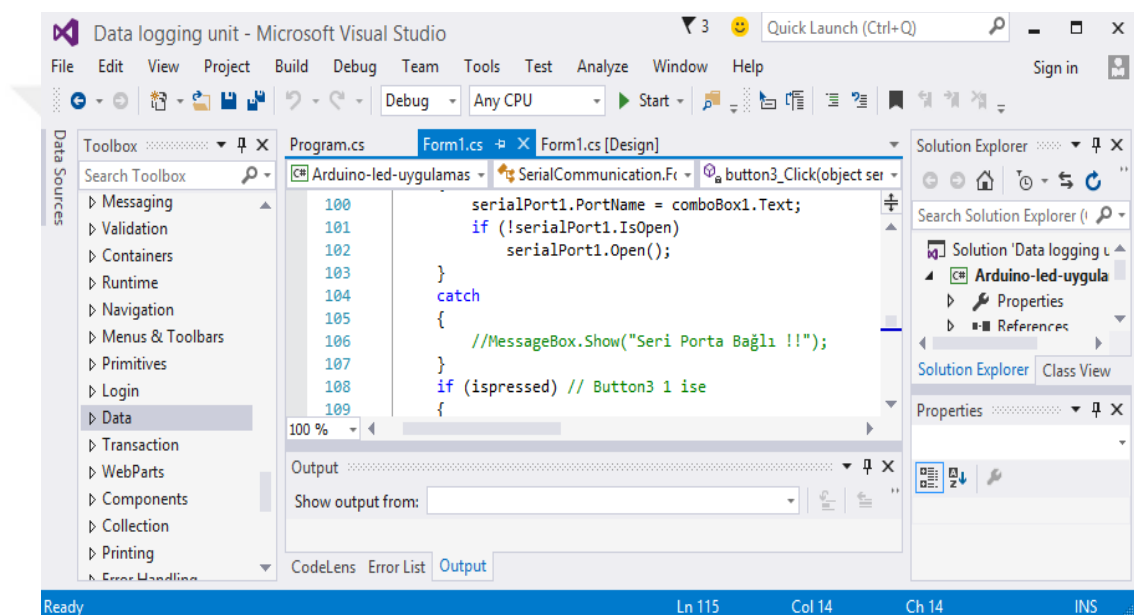 Data logging unit - Microsoft Visual Studio
3
Quick Launch (Ctrl+Q)
File Edit View Project Build Debug Team Tools Test Analyze Window Help
Sign in
Debug Any CPU Start
Data Sources
Toolbox
Search Toolbox
Messaging
Validation
Containers
Runtime
Navigation
Menus & Toolbars
Primitives
Login
Data
Transaction
WebParts
Components
Collection
Printing
Error Handling
Program.cs Form1.cs Form1.cs [Design]
C# Arduino-led-uygulamas SerialCommunication.Fo button3_Click(object ser
100 serialPort1.PortName = comboBox1.Text;
101 if (!serialPort1.IsOpen)
102 serialPort1.Open();
103 }
104 catch
105 {
106 //MessageBox.Show("Seri Porta Bağlı !!");
107 }
108 if (ispressed) // Button3 1 ise
109 {
100 %
Output
Show output from:
CodeLens Error List Output
Solution Explorer
Search Solution Explorer (
Solution 'Data logging u
C# Arduino-led-uygula
Properties
References
Solution Explorer Class View
Properties
Ready Ln 115 Col 14 Ch 14 INS